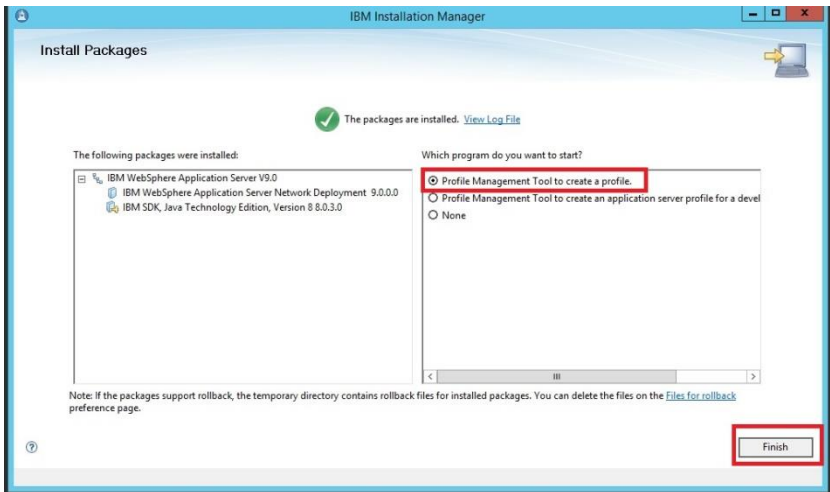 IBM Installation Manager
Install Packages
The packages are installed. View Log File
The following packages were installed:
IBM WebSphere Application Server V9.0
IBM WebSphere Application Server Network Deployment 9.0.0.0
IBM SDK, Java Technology Edition, Version 8 8.0.3.0
Which program do you want to start?
Profile Management Tool to create a profile.
Profile Management Tool to create an application server profile for a devel
None
Note: If the packages support rollback, the temporary directory contains rollback files for installed packages. You can delete the files on the Files for rollback
preference page.
Finish